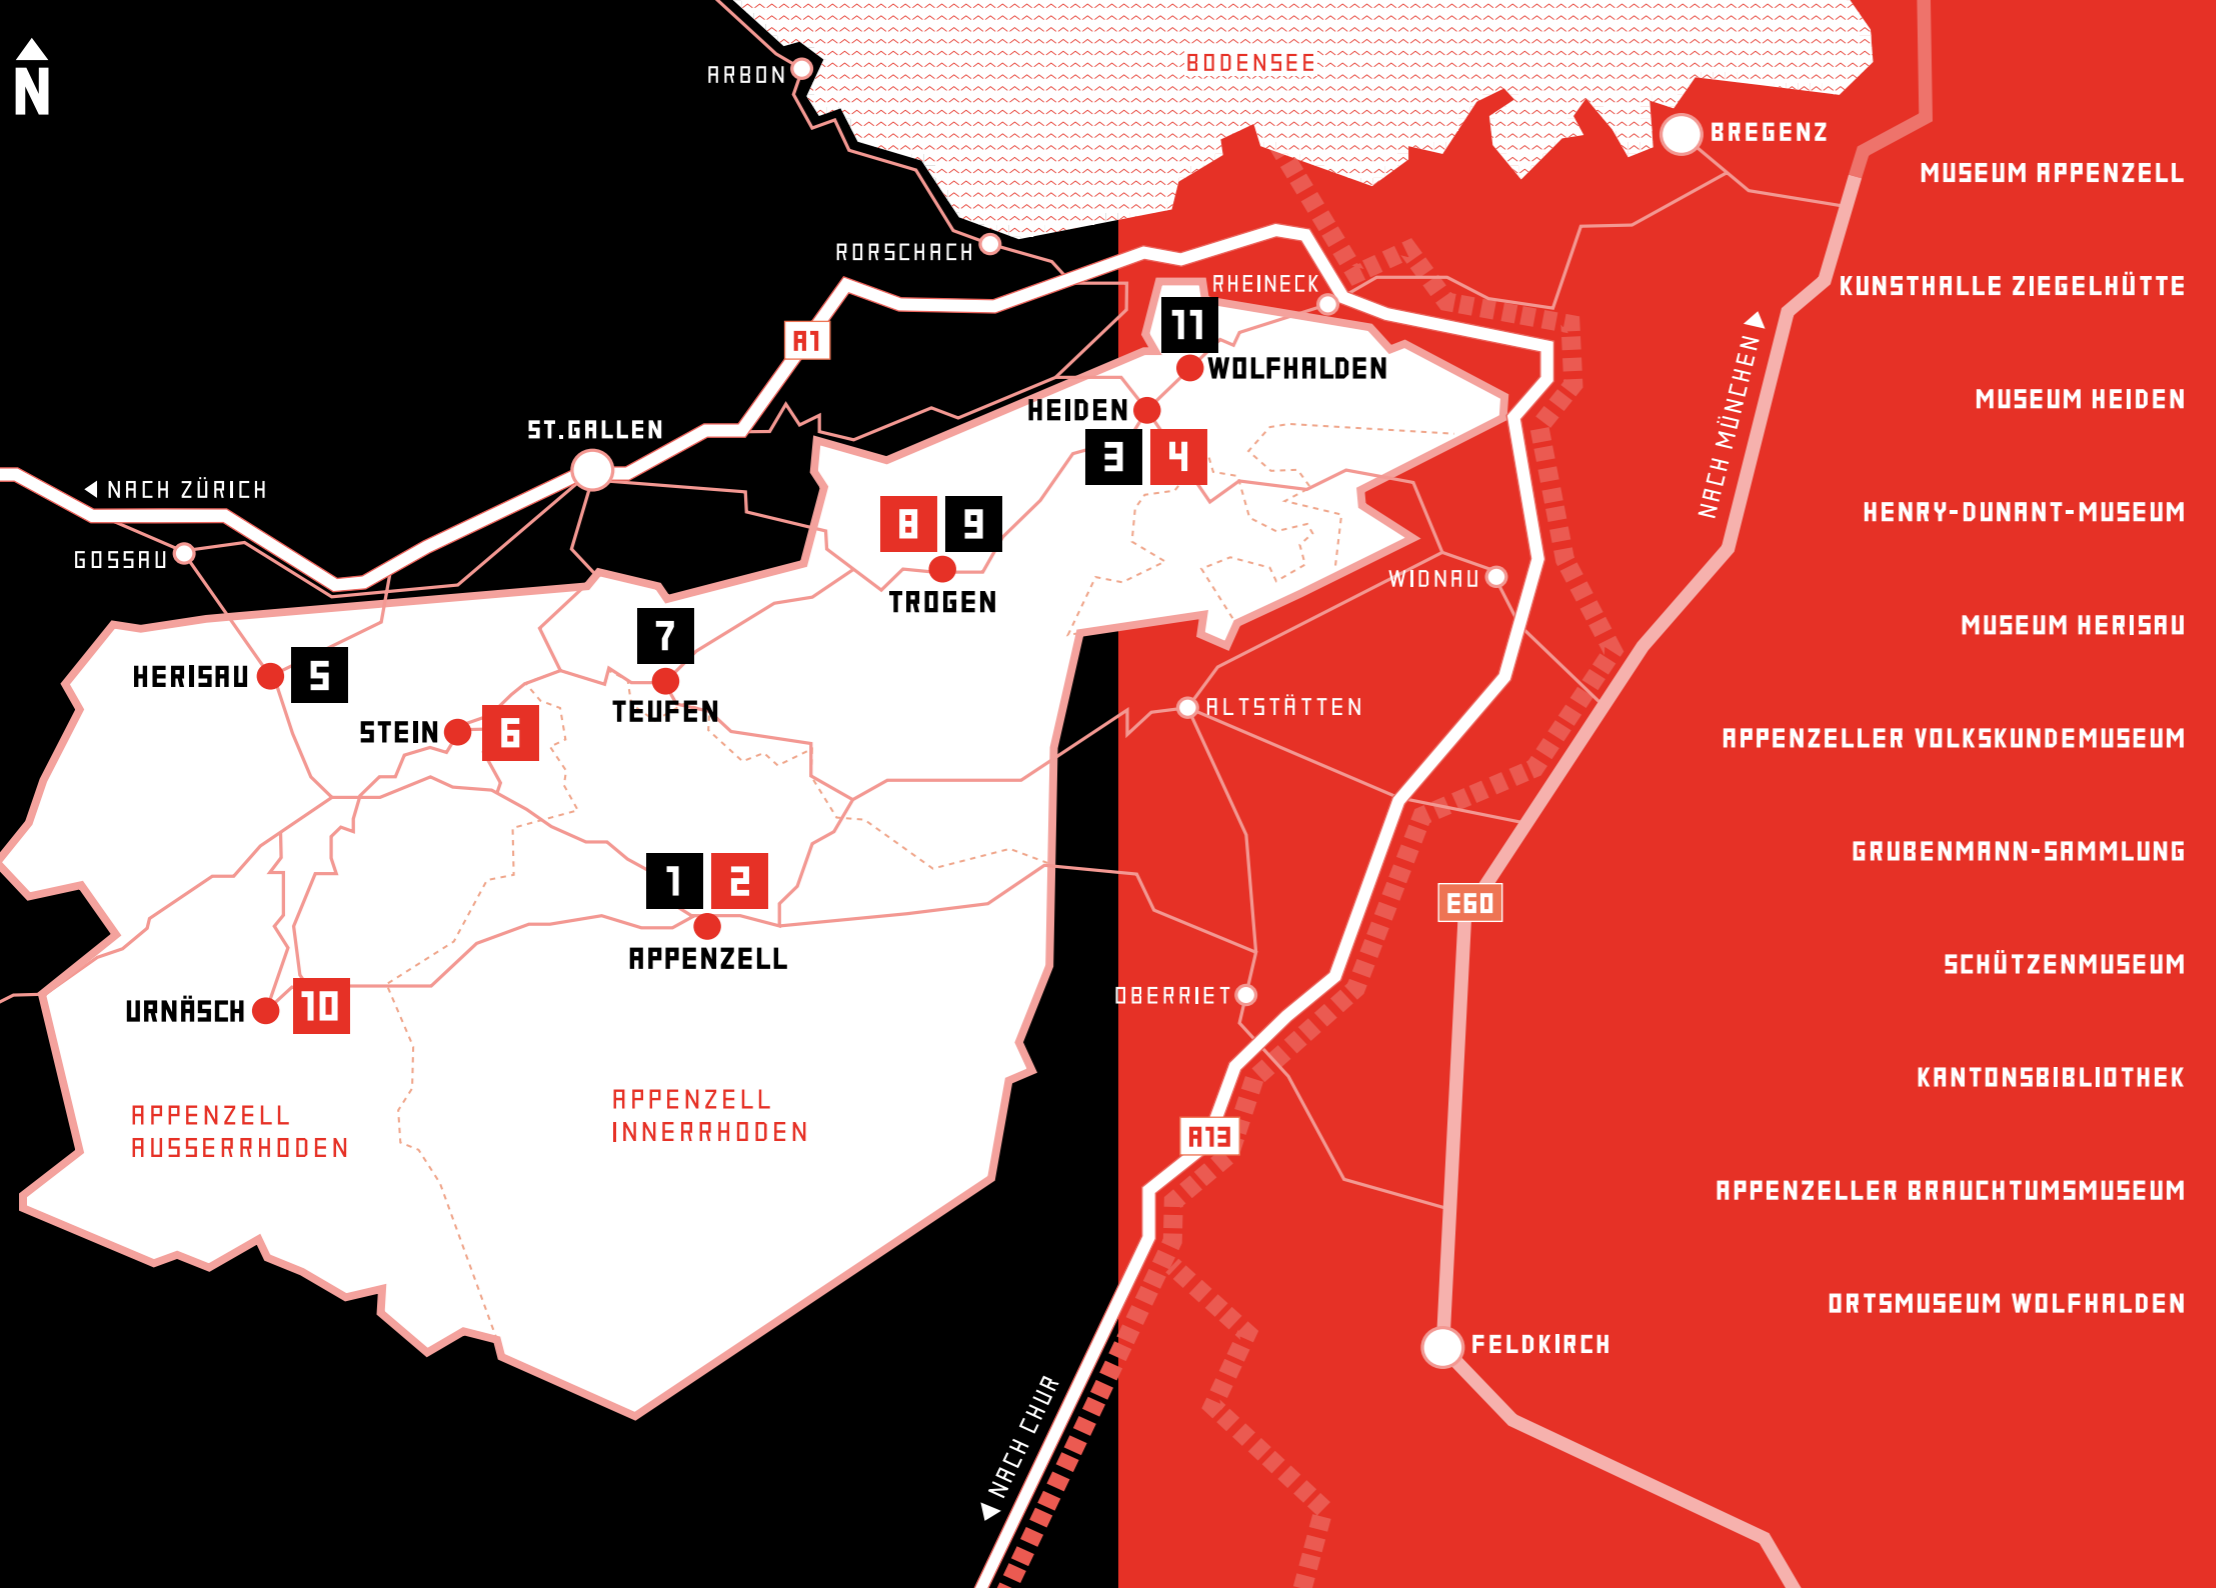 N
ARBON
BODENSEE
BREGENZ
MUSEUM APPENZELL
RORSCHACH
RHEINECK
KUNSTHALLE ZIEGELHÜTTE
11
A1
WOLFHALDEN
NACH MÜNCHEN
MUSEUM HEIDEN
HEIDEN
ST.GALLEN
3 4
NACH ZÜRICH
HENRY-DUNANT-MUSEUM
8 9
GOSSAU
WIDNAU
TROGEN
MUSEUM HERISAU
7
HERISAU 5
TEUFEN
ALTSTÄTTEN
STEIN 6
APPENZELLER VOLKSKUNDEMUSEUM
GRUBENMANN-SAMMLUNG
1 2
E60
APPENZELL
SCHÜTZENMUSEUM
OBERRIET
URNÄSCH 10
KANTONSBIBLIOTHEK
APPENZELL
AUSSERRHODEN
APPENZELL
INNERRHODEN
A13
APPENZELLER BRAUCHTUMSMUSEUM
ORTSMUSEUM WOLFHALDEN
FELDKIRCH
NACH CHUR